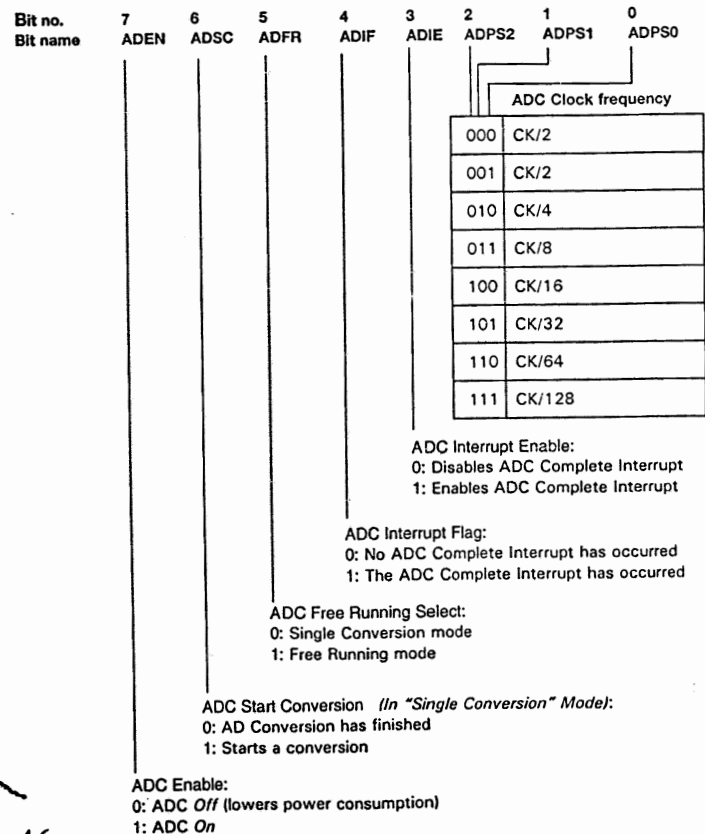 Bit no. 7 6 5 4 3 2 1 0
Bit name ADEN ADSC ADFR ADIF ADIE ADPS2 ADPS1 ADPS0
ADC Clock frequency
000 CK/2
001 CK/2
010 CK/4
011 CK/8
100 CK/16
101 CK/32
110 CK/64
111 CK/128
ADC Interrupt Enable:
0: Disables ADC Complete Interrupt
1: Enables ADC Complete Interrupt
ADC Interrupt Flag:
0: No ADC Complete Interrupt has occurred
1: The ADC Complete Interrupt has occurred
ADC Free Running Select:
0: Single Conversion mode
1: Free Running mode
ADC Start Conversion (In "Single Conversion" Mode):
0: AD Conversion has finished
1: Starts a conversion
ADC Enable:
0: ADC Off (lowers power consumption)
1: ADC On